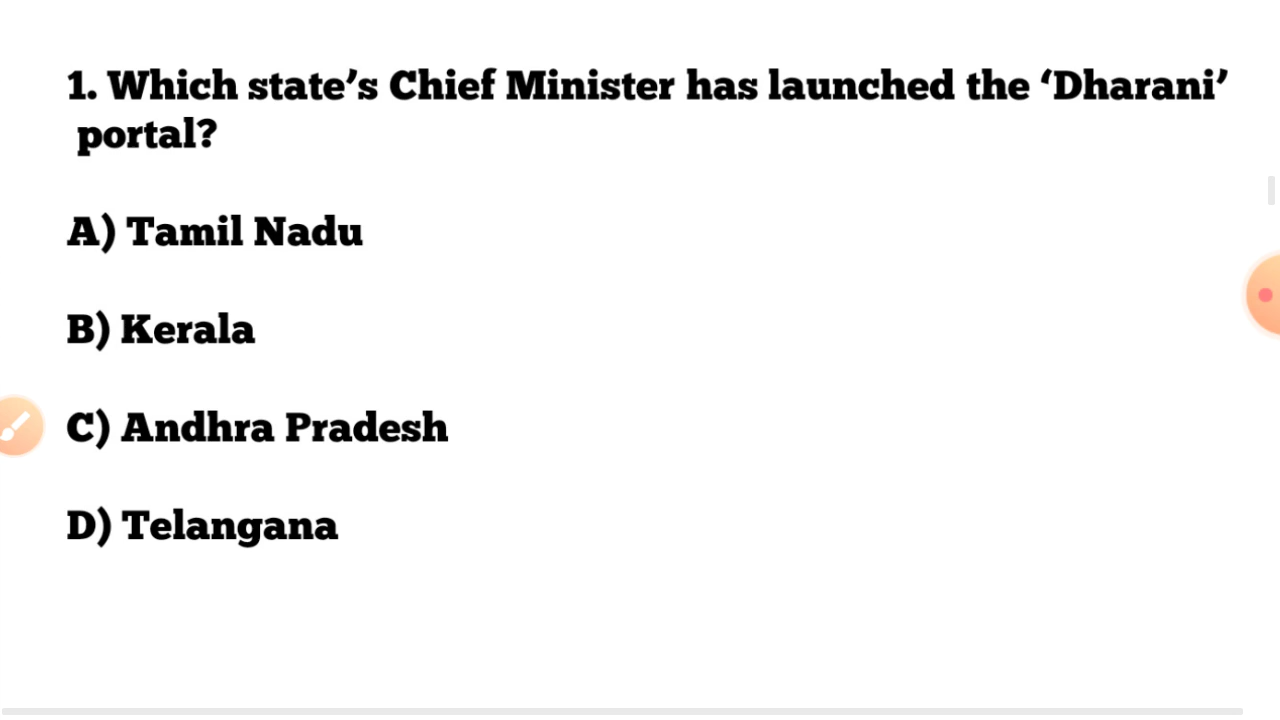 1. Which state’s Chief Minister has launched the ‘Dharani’
portal?
A) Tamil Nadu
B) Kerala
C) Andhra Pradesh
D) Telangana